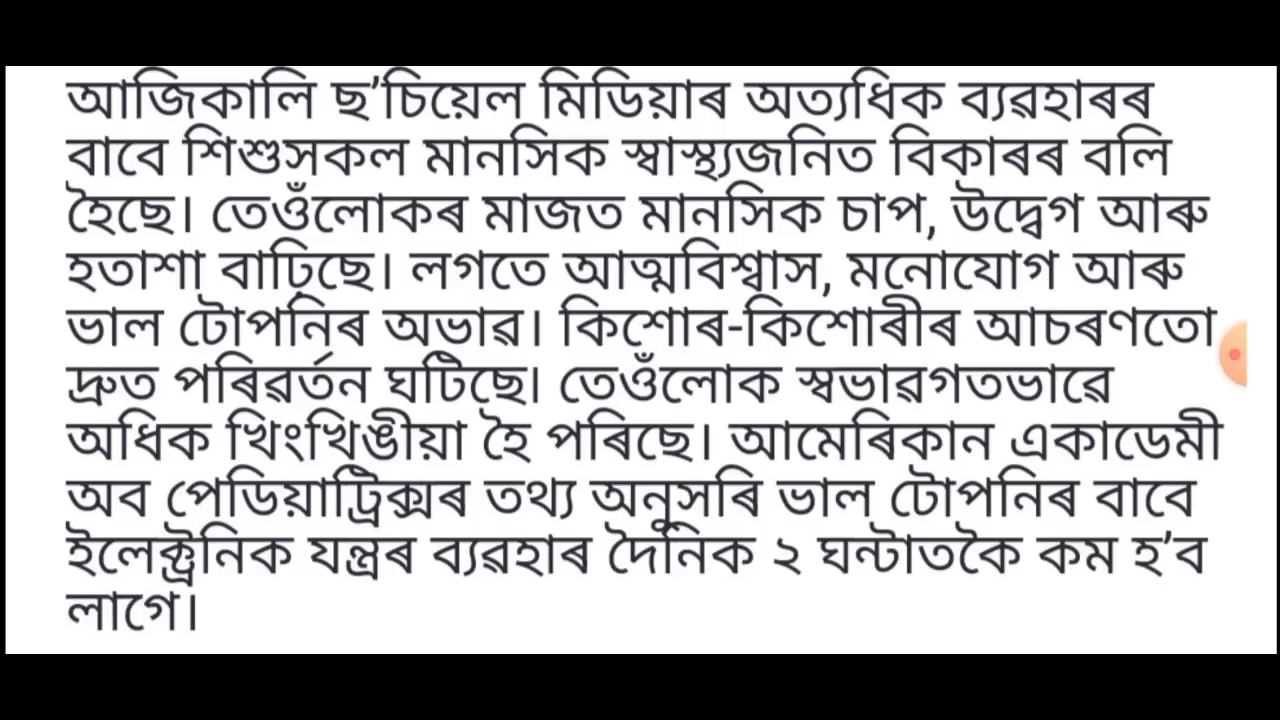 আজিকালি ছ’চিয়েল মিডিয়াৰ অত্যধিক ব্যৱহাৰৰ
বাবে শিশুসকল মানসিক স্বাস্থ্যজনিত বিকাৰৰ বলি
হৈছে। তেওঁলোকৰ মাজত মানসিক চাপ, উদ্বেগ আৰু
হতাশা বাঢ়িছে। লগতে আত্মবিশ্বাস, মনোযোগ আৰু
ভাল টোপনিৰ অভাৱ। কিশোৰ-কিশোৰীৰ আচৰণতো
দ্ৰুত পৰিৱৰ্তন ঘটিছে। তেওঁলোক স্বভাৱগতভাৱে
অধিক খিংখিঙীয়া হৈ পৰিছে। আমেৰিকান একাডেমী
অব পেডিয়াট্ৰিক্সৰ তথ্য অনুসৰি ভাল টোপনিৰ বাবে
ইলেক্ট্ৰনিক যন্ত্ৰৰ ব্যৱহাৰ দৈনিক ২ ঘন্টাতকৈ কম হ’ব
লাগে।